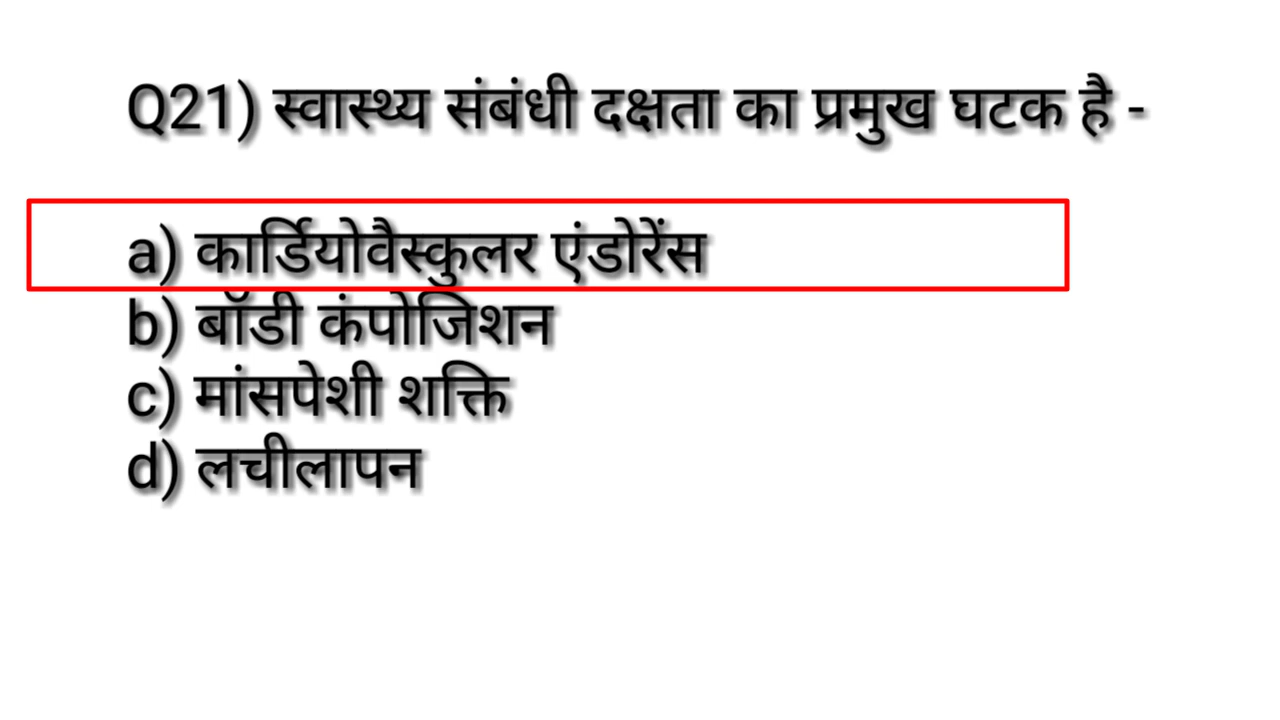 Q21) स्वास्थ्य संबंधी दक्षता का प्रमुख घटक है -
a) कार्डियोवैस्कुलर एंडोरेंस
b) बॉडी कंपोजिशन
c) मांसपेशी शक्ति
d) लचीलापन